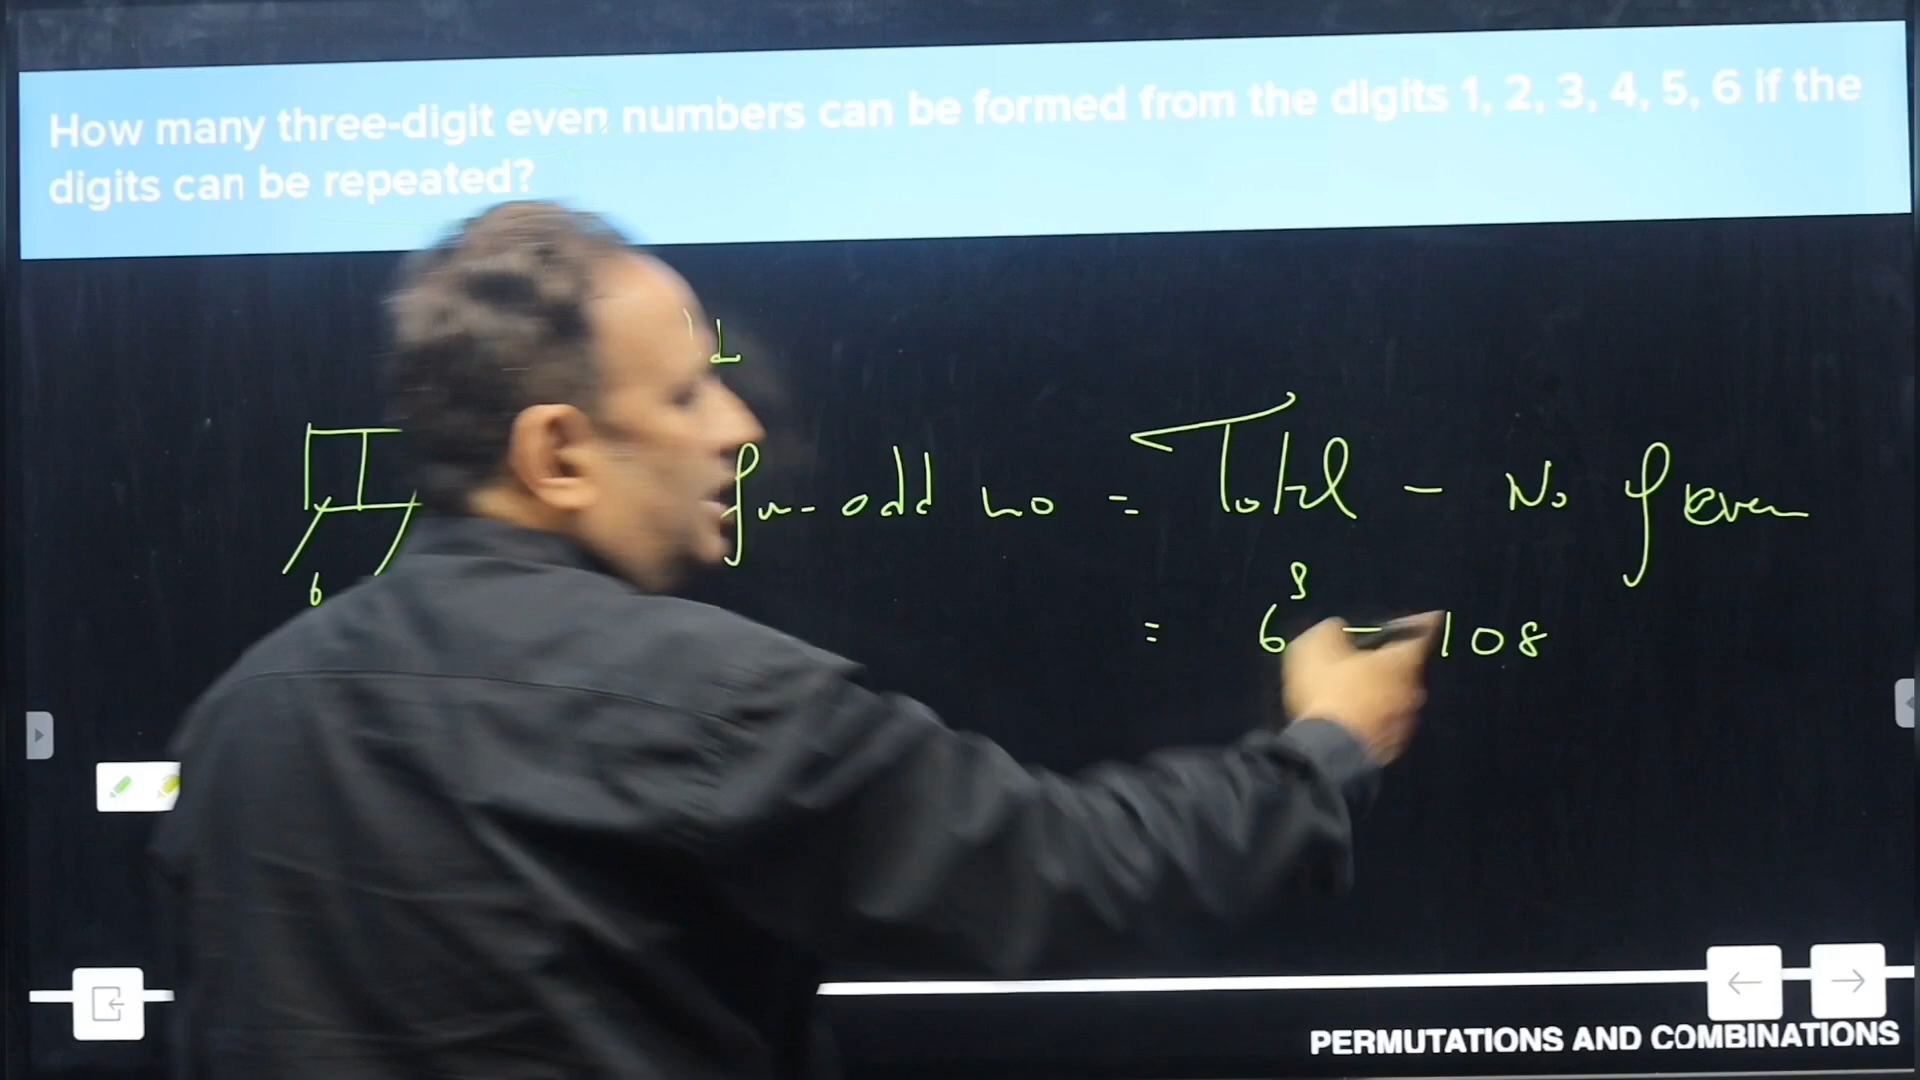 How many three-digit even numbers can be formed from the digits 1, 2, 3, 4, 5, 6 if the
digits can be repeated?
odd no = Total - No of even
6
= 6³ - 108
PERMUTATIONS AND COMBINATIONS